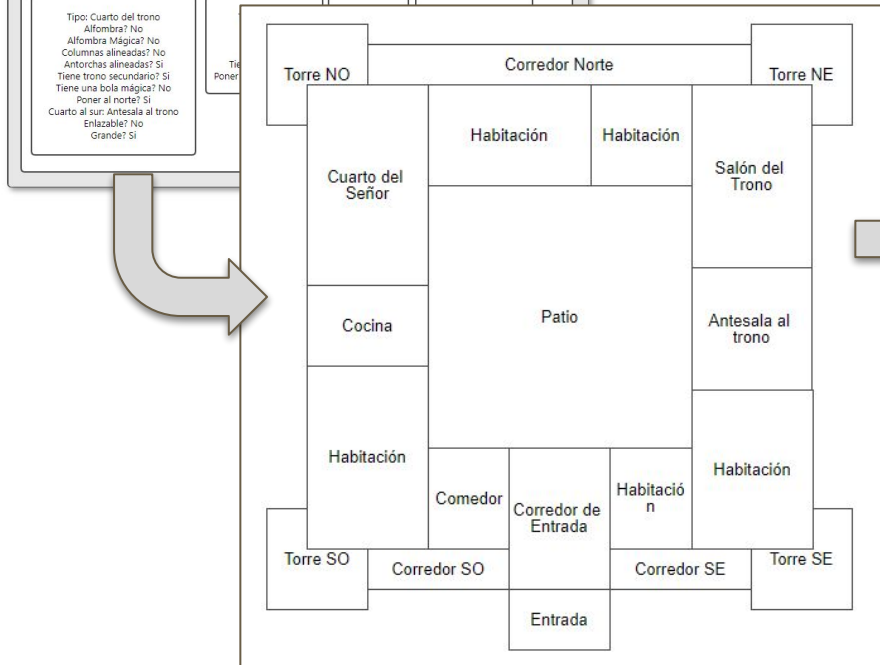 Tipo: Cuarto del trono
Alfombra? No
Alfombra Mágica? No
Columnas alineadas? No
Antorchas alineadas? Si
Tiene trono secundario? Si
Tiene una bola mágica? No
Poner al norte? Si
Cuarto al sur: Antesala al trono
Enlazable? No
Grande? Si
Poner
Torre NO
Corredor Norte
Torre NE
Habitación
Habitación
Cuarto del
Señor
Salón del
Trono
Cocina
Patio
Antesala al
trono
Habitación
Comedor
Corredor de
Entrada
Habitació
n
Habitación
Torre SO
Corredor SO
Corredor SE
Torre SE
Entrada